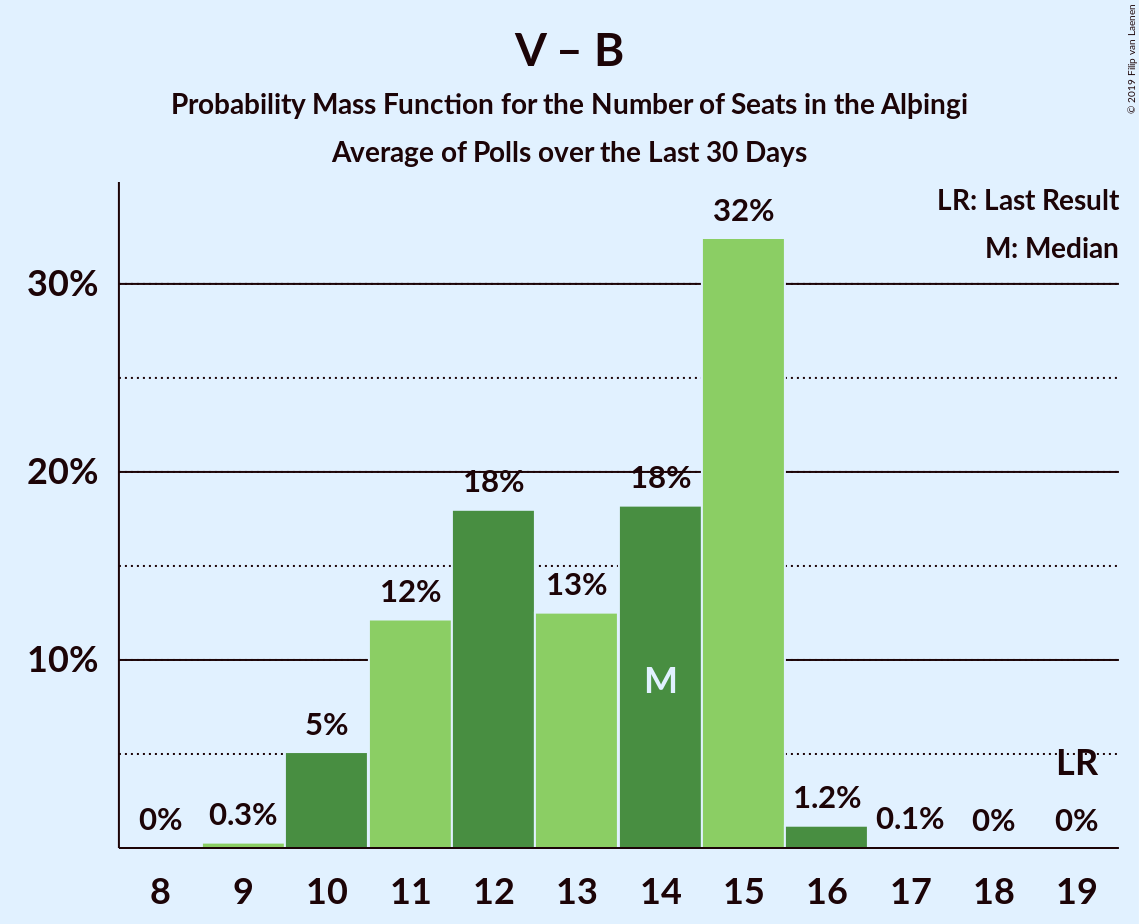 V – B
Probability Mass Function for the Number of Seats in the Alþingi
Average of Polls over the Last 30 Days
© 2019 Filip van Laenen
LR: Last Result
M: Median
30%
20%
10%
0%
0.3%
5%
12%
18%
13%
18%
32%
1.2%
0.1%
0%
0%
M
LR
8 9 10 11 12 13 14 15 16 17 18 19